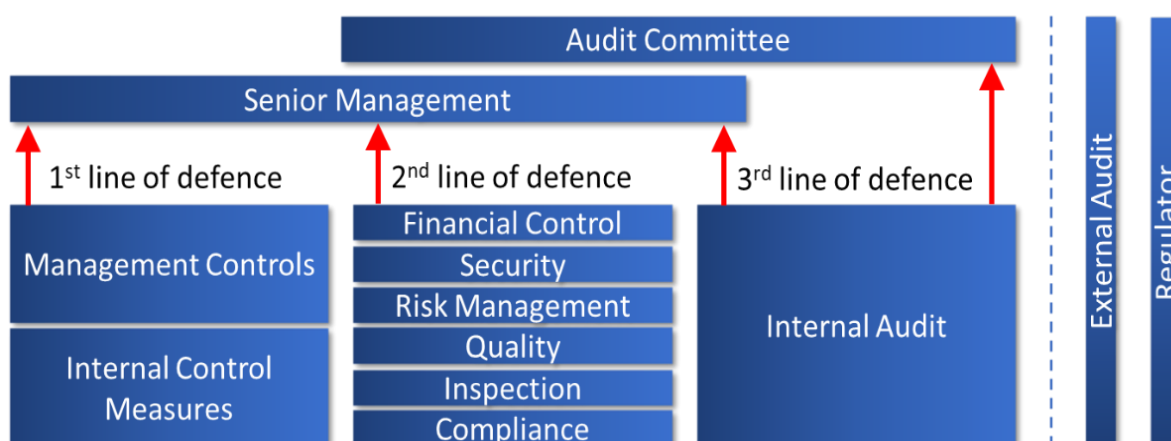 Audit Committee
Senior Management
1st line of defence
2nd line of defence
3rd line of defence
Management Controls
Internal Control
Measures
Financial Control
Security
Risk Management
Quality
Inspection
Compliance
Internal Audit
External Audit
Regulator